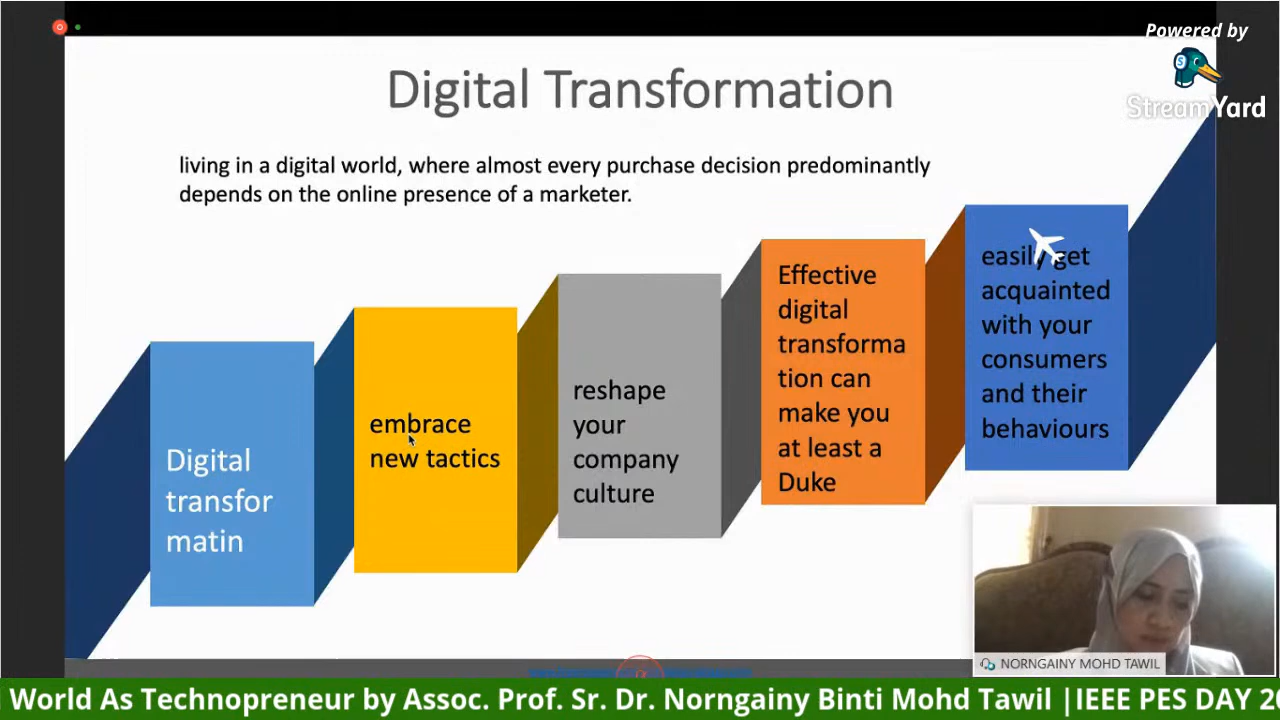 Powered by
StreamYard
Digital Transformation
living in a digital world, where almost every purchase decision predominantly
depends on the online presence of a marketer.
Digital
transfor
matin
embrace
new tactics
reshape
your
company
culture
Effective
digital
transforma
tion can
make you
at least a
Duke
easily get
acquainted
with your
consumers
and their
behaviours
NORNGAINY MOHD TAWIL
World As Technopreneur by Assoc. Prof. Sr. Dr. Norngainy Binti Mohd Tawil |IEEE PES DAY 20